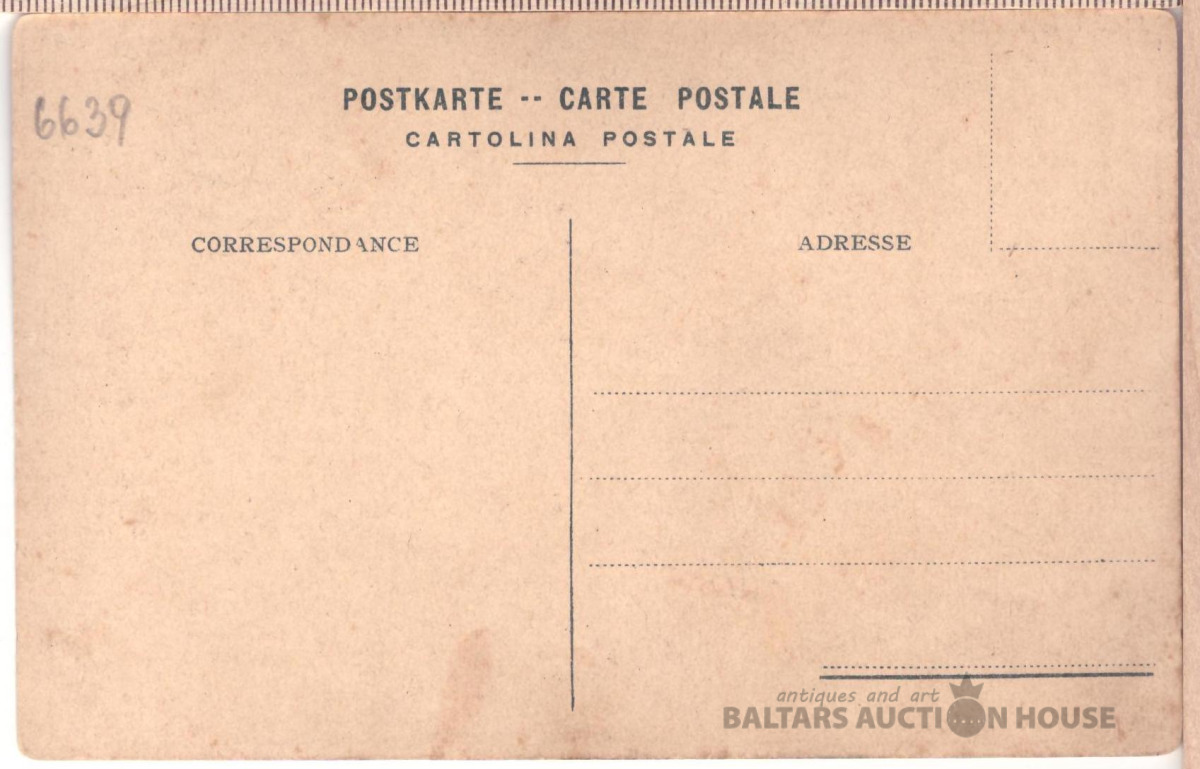 6639
POSTKARTE -- CARTE POSTALE
CARTOLINA POSTALE
CORRESPONDANCE
ADRESSE
antiques and art
BALTARS AUCTION HOUSE